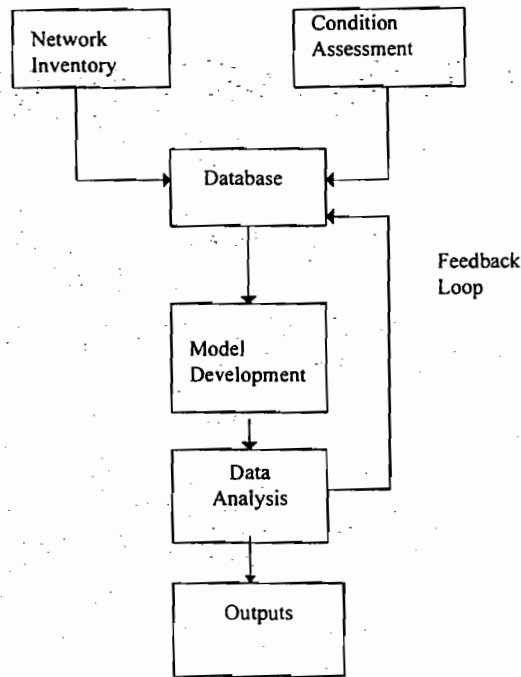 Network
Inventory
Condition
Assessment
Database
Feedback
Loop
Model
Development
Data
Analysis
Outputs